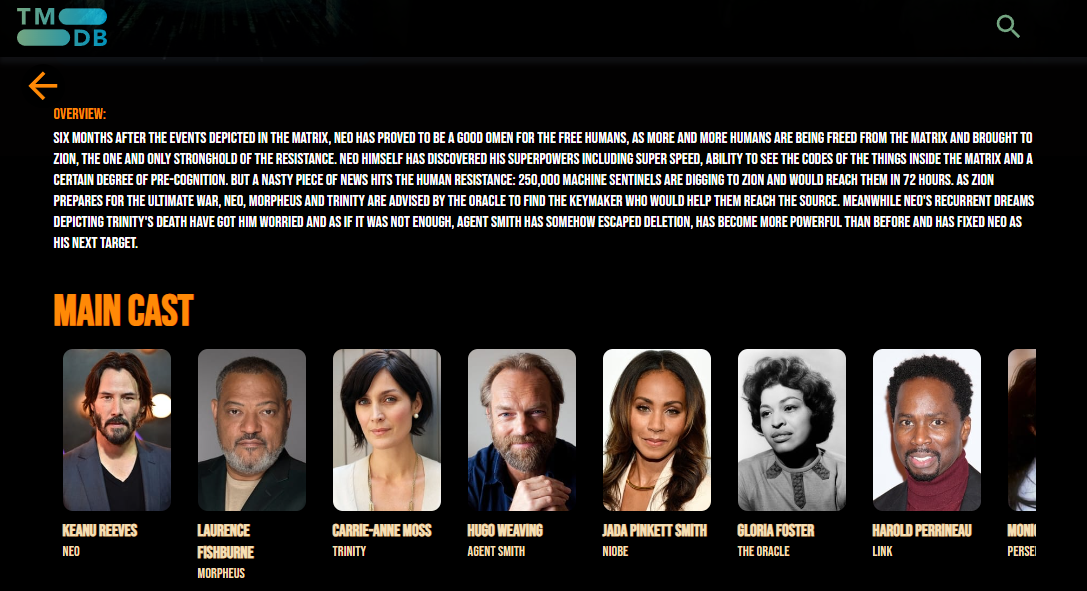 TM
DB
OVERVIEW:
SIX MONTHS AFTER THE EVENTS DEPICTED IN THE MATRIX, NEO HAS PROVED TO BE A GOOD OMEN FOR THE FREE HUMANS, AS MORE AND MORE HUMANS ARE BEING FREED FROM THE MATRIX AND BROUGHT TO
ZION, THE ONE AND ONLY STRONGHOLD OF THE RESISTANCE. NEO HIMSELF HAS DISCOVERED HIS SUPERPOWERS INCLUDING SUPER SPEED, ABILITY TO SEE THE CODES OF THE THINGS INSIDE THE MATRIX AND A
CERTAIN DEGREE OF PRE-COGNITION. BUT A NASTY PIECE OF NEWS HITS THE HUMAN RESISTANCE: 250,000 MACHINE SENTINELS ARE DIGGING TO ZION AND WOULD REACH THEM IN 72 HOURS. AS ZION
PREPARES FOR THE ULTIMATE WAR, NEO, MORPHEUS AND TRINITY ARE ADVISED BY THE ORACLE TO FIND THE KEYMAKER WHO WOULD HELP THEM REACH THE SOURCE. MEANWHILE NEO'S RECURRENT DREAMS
DEPICTING TRINITY'S DEATH HAVE GOT HIM WORRIED AND AS IF IT WAS NOT ENOUGH, AGENT SMITH HAS SOMEHOW ESCAPED DELETION, HAS BECOME MORE POWERFUL THAN BEFORE AND HAS FIXED NEO AS
HIS NEXT TARGET.
MAIN CAST
KEANU REEVES
NEO
LAURENCE
FISHBURNE
MORPHEUS
CARRIE-ANNE MOSS
TRINITY
HUGO WEAVING
AGENT SMITH
JADA PINKETT SMITH
NIOBE
GLORIA FOSTER
THE ORACLE
HAROLD PERRINEAU
LINK